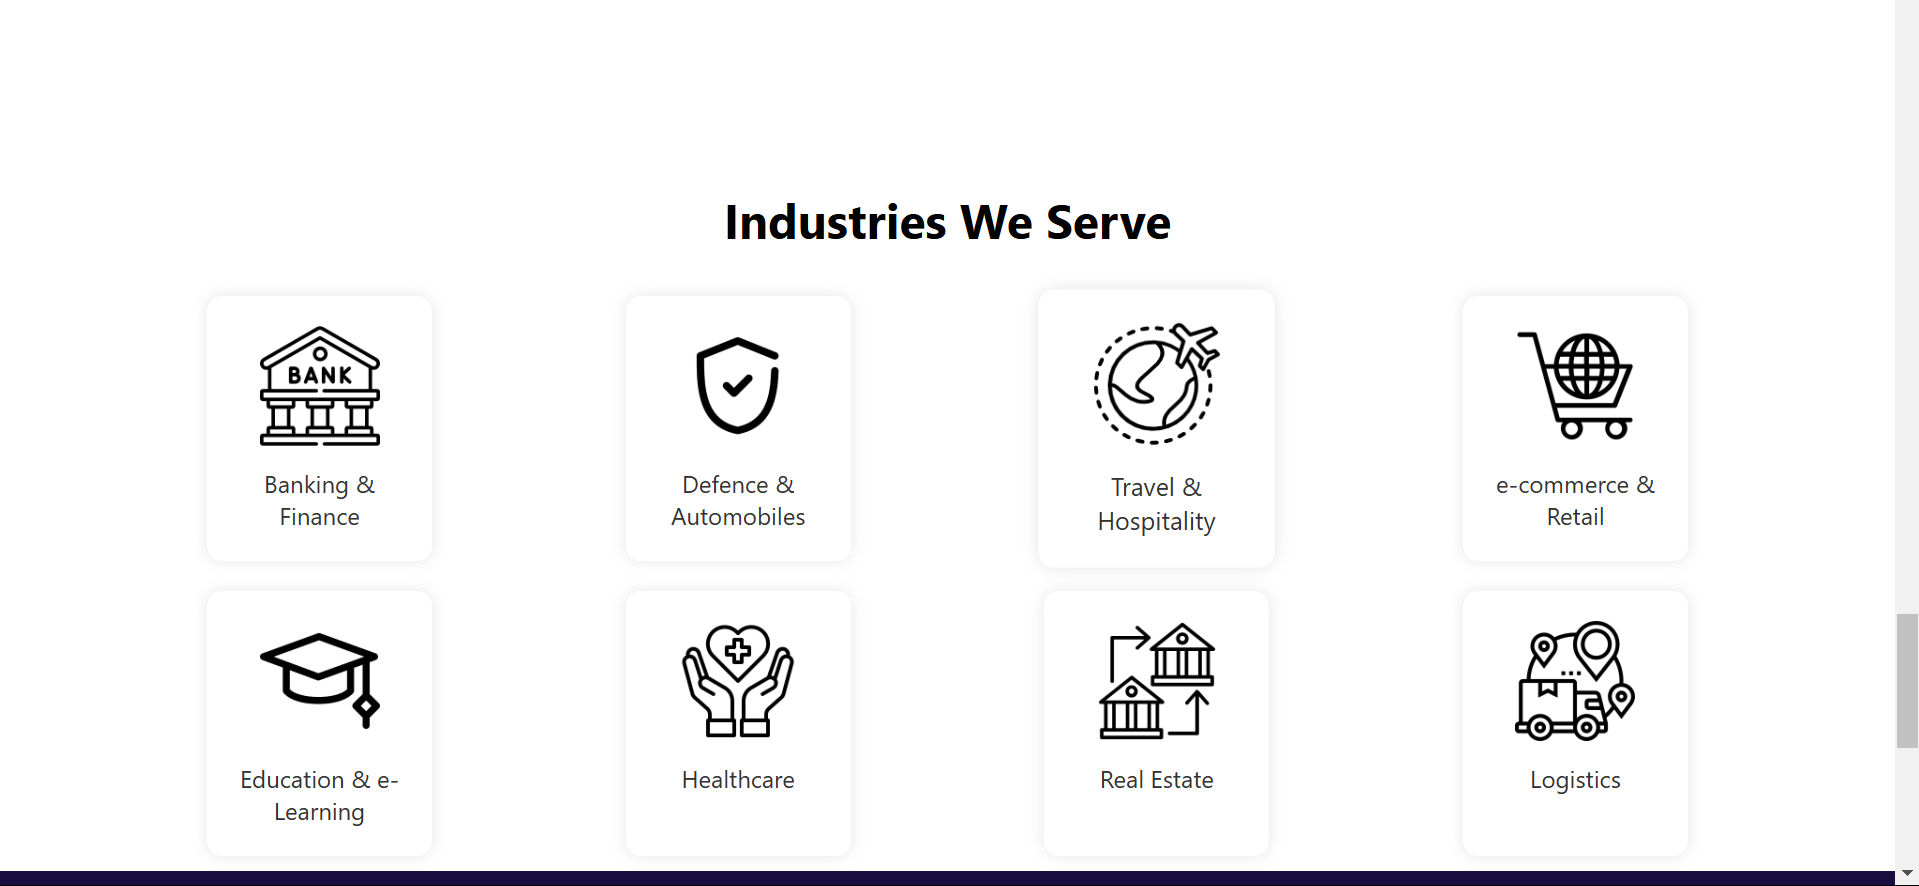 Industries We Serve
BANK
Banking &
Finance
Defence &
Automobiles
Travel &
Hospitality
e-commerce &
Retail
Education & e-
Learning
Healthcare
Real Estate
Logistics